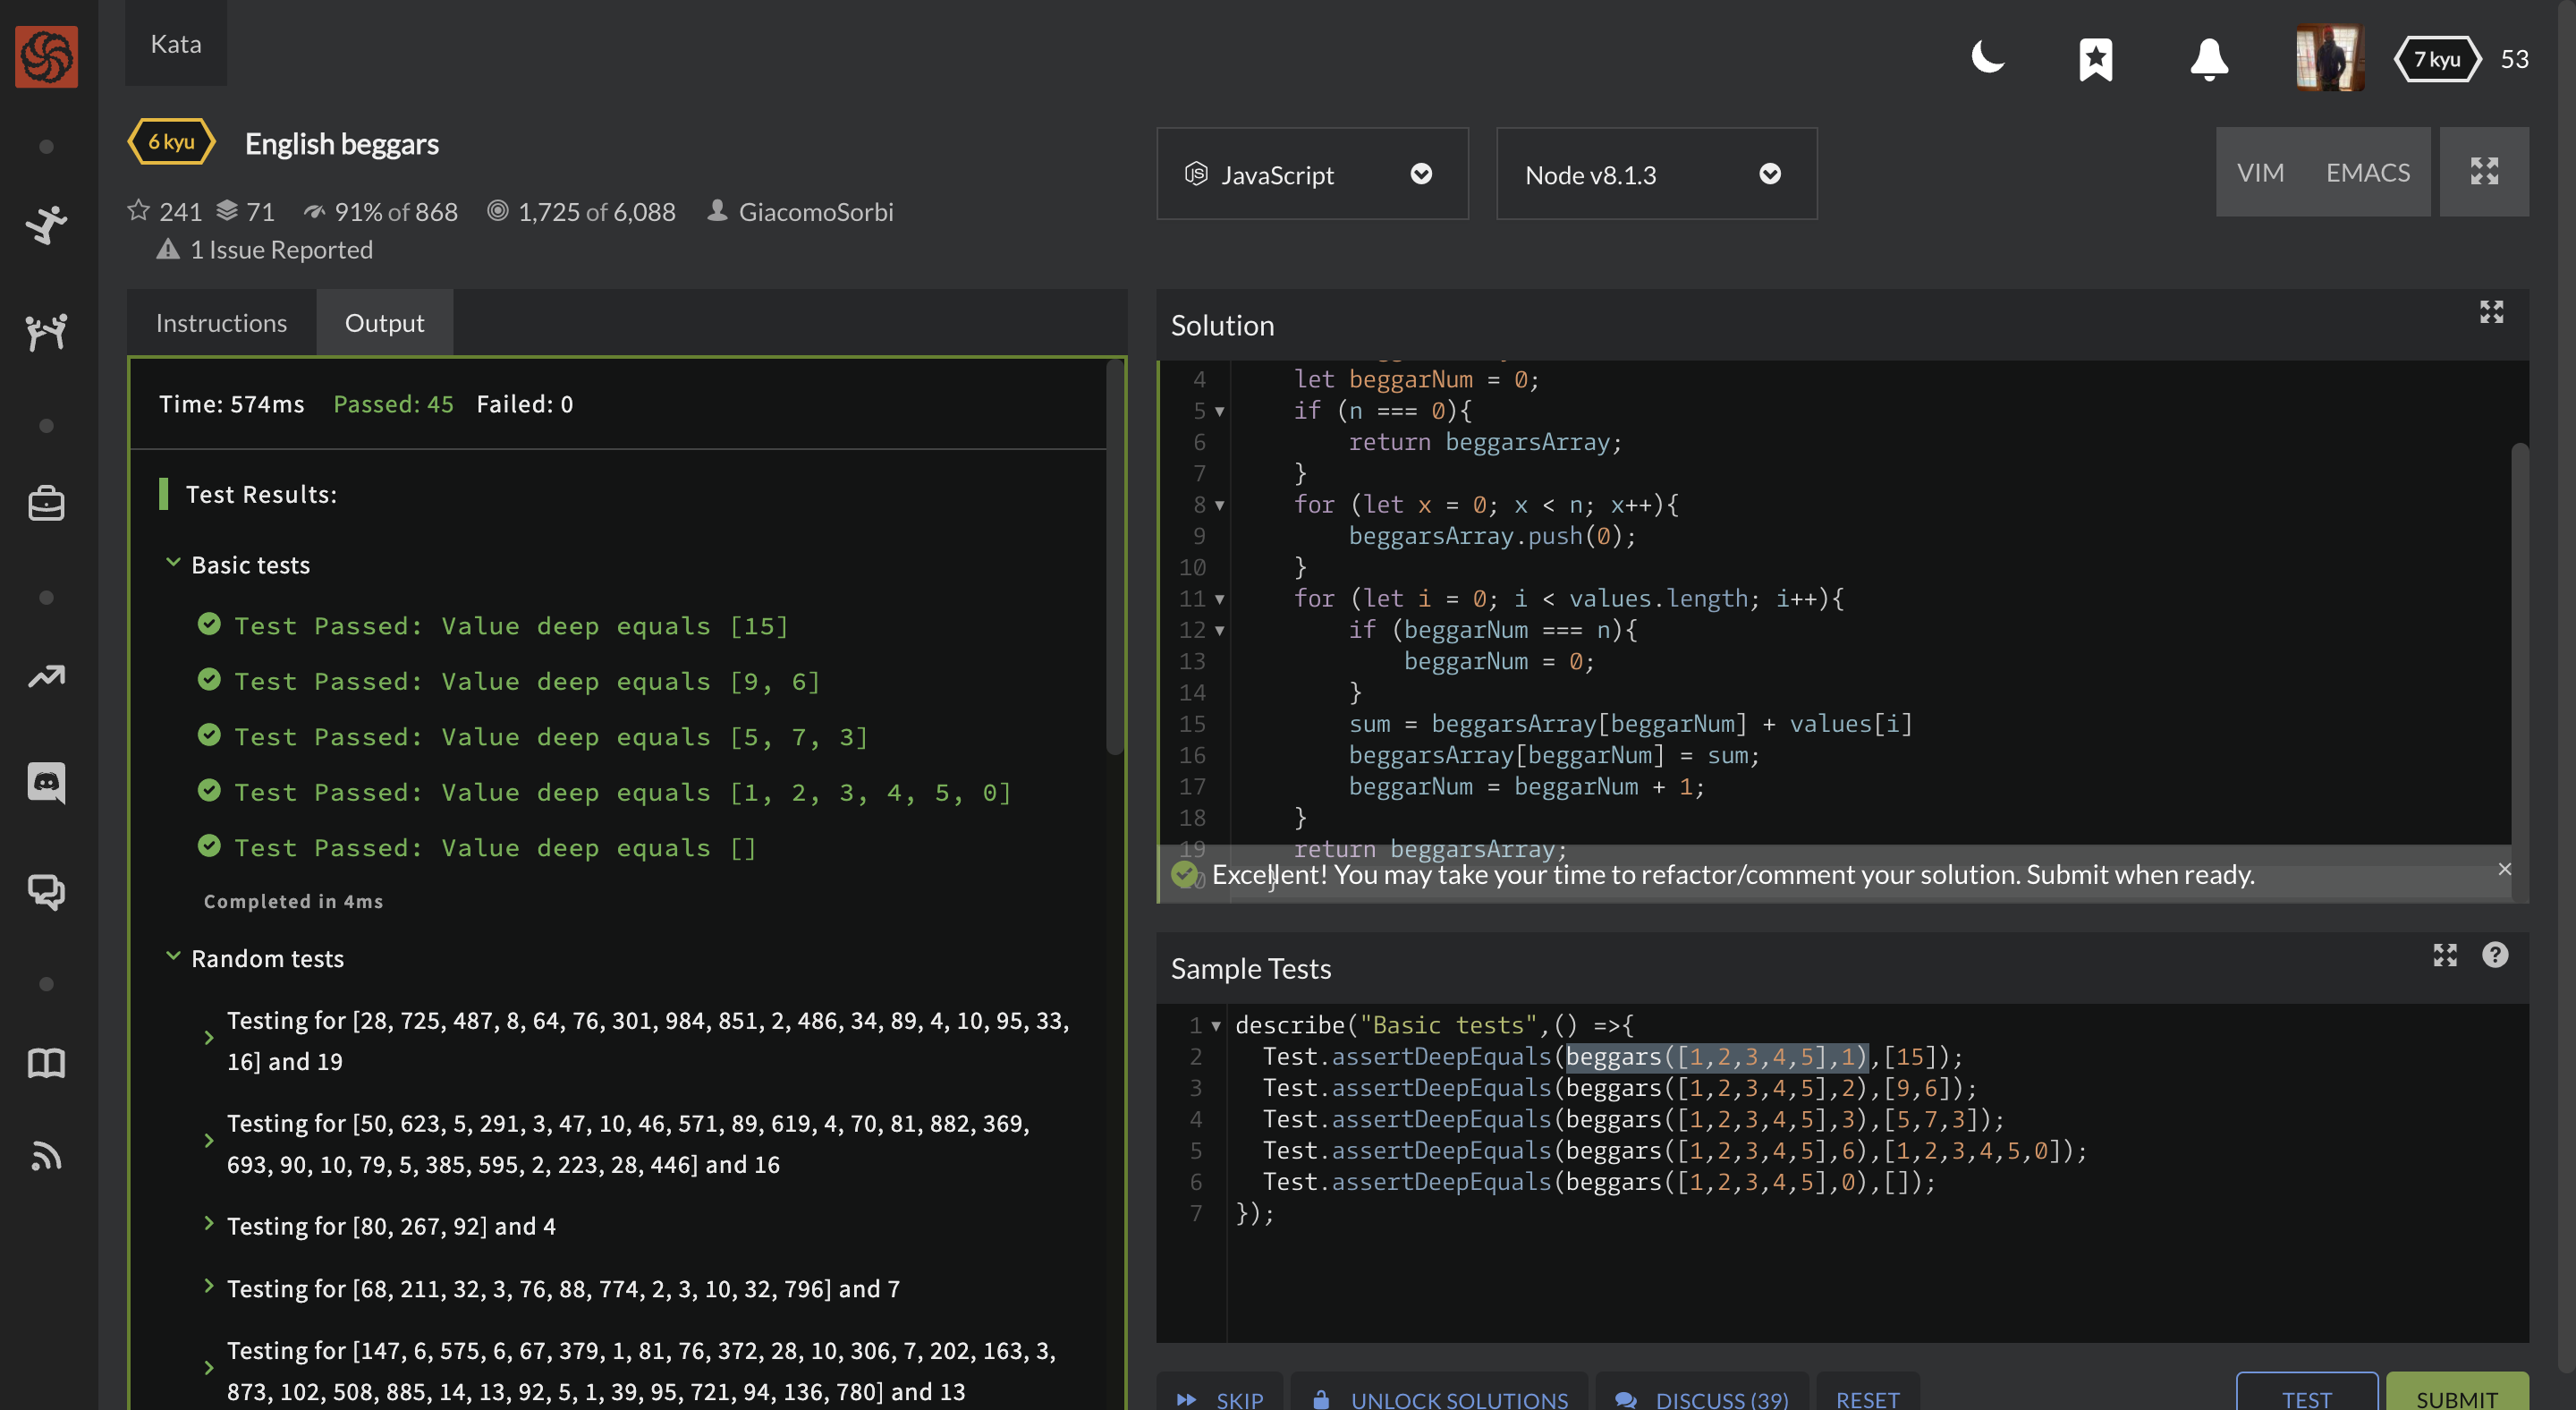 Kata
7 kyu 53
6 kyu English beggars
241 71 91% of 868 1,725 of 6,088 GiacomoSorbi
1 Issue Reported
JavaScript Node v8.1.3 VIM EMACS
Instructions Output
Time: 574ms Passed: 45 Failed: 0
Test Results:
Basic tests
Test Passed: Value deep equals [15]
Test Passed: Value deep equals [9, 6]
Test Passed: Value deep equals [5, 7, 3]
Test Passed: Value deep equals [1, 2, 3, 4, 5, 0]
Test Passed: Value deep equals []
Completed in 4ms
Random tests
Testing for [28, 725, 487, 8, 64, 76, 301, 984, 851, 2, 486, 34, 89, 4, 10, 95, 33,
16] and 19
Testing for [50, 623, 5, 291, 3, 47, 10, 46, 571, 89, 619, 4, 70, 81, 882, 369,
693, 90, 10, 79, 5, 385, 595, 2, 223, 28, 446] and 16
Testing for [80, 267, 92] and 4
Testing for [68, 211, 32, 3, 76, 88, 774, 2, 3, 10, 32, 796] and 7
Testing for [147, 6, 575, 6, 67, 379, 1, 81, 76, 372, 28, 10, 306, 7, 202, 163, 3,
873, 102, 508, 885, 14, 13, 92, 5, 1, 39, 95, 721, 94, 136, 780] and 13
Solution
4 let beggarNum = 0;
5 if (n === 0){
6 return beggarsArray;
7 }
8 for (let x = 0; x < n; x++){
9 beggarsArray.push(0);
10 }
11 for (let i = 0; i < values.length; i++){
12 if (beggarNum === n){
13 beggarNum = 0;
14 }
15 sum = beggarsArray[beggarNum] + values[i]
16 beggarsArray[beggarNum] = sum;
17 beggarNum = beggarNum + 1;
18 }
19 return beggarsArray;
20 }
Excellent! You may take your time to refactor/comment your solution. Submit when ready.
Sample Tests
1 describe("Basic tests",() =>{
2 Test.assertDeepEquals(beggars([1,2,3,4,5],1),[15]);
3 Test.assertDeepEquals(beggars([1,2,3,4,5],2),[9,6]);
4 Test.assertDeepEquals(beggars([1,2,3,4,5],3),[5,7,3]);
5 Test.assertDeepEquals(beggars([1,2,3,4,5],6),[1,2,3,4,5,0]);
6 Test.assertDeepEquals(beggars([1,2,3,4,5],0),[]);
7 });
SKIP UNLOCK SOLUTIONS DISCUSS (39) RESET TEST SUBMIT